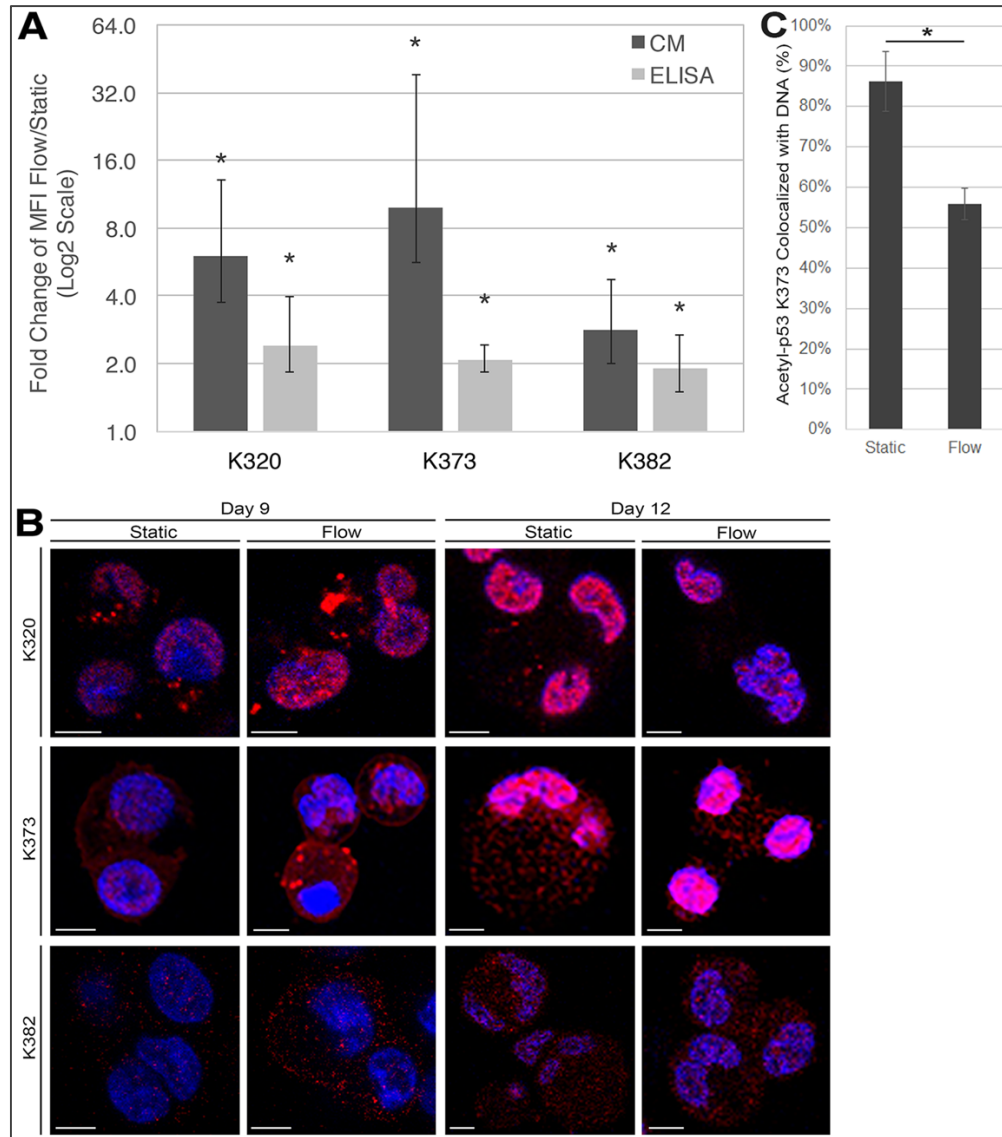 A
Fold Change of MFI Flow/Static
(Log2 Scale)
64.0
32.0
16.0
8.0
4.0
2.0
1.0
CM
ELISA
*
*
*
*
*
*
K320
K373
K382
C
Acetyl-p53 K373 Colocalized with DNA (%)
*
100%
90%
80%
70%
60%
50%
40%
30%
20%
10%
0%
Static
Flow
B
Day 9
Day 12
Static
Flow
Static
Flow
K320
K373
K382